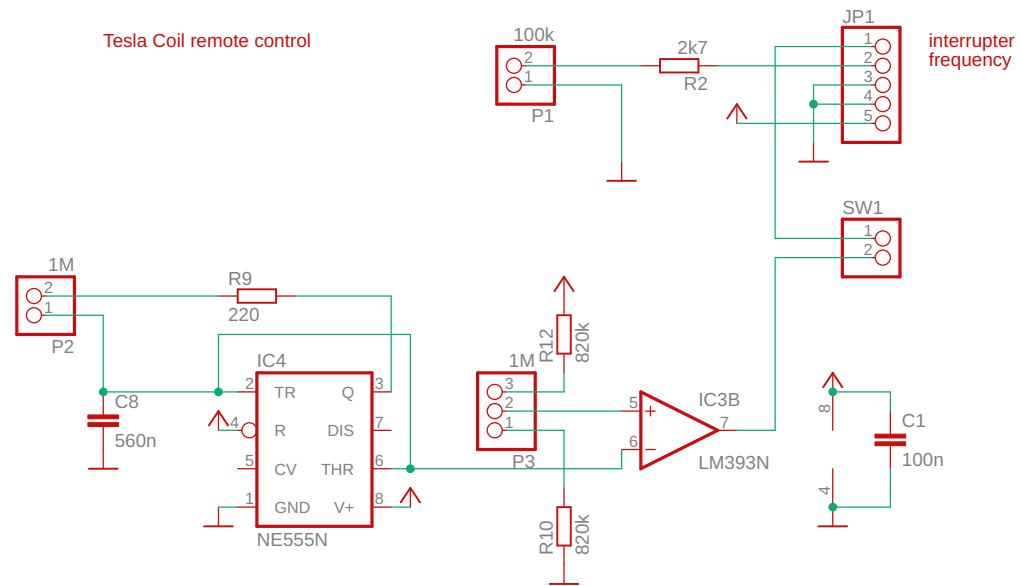 Tesla Coil remote control
100k
2
1
P1
2k7
R2
JP1
1
2
3
4
5
interrupter
frequency
SW1
1
2
1M
2
1
P2
R9
220
C8
560n
IC4
2 TR Q 3
4 R DIS 7
5 CV THR 6
1 GND V+ 8
NE555N
R12
820k
1M
3
2
1
P3
R10
820k
5 +
6 −
7
IC3B
LM393N
8
4
C1
100n